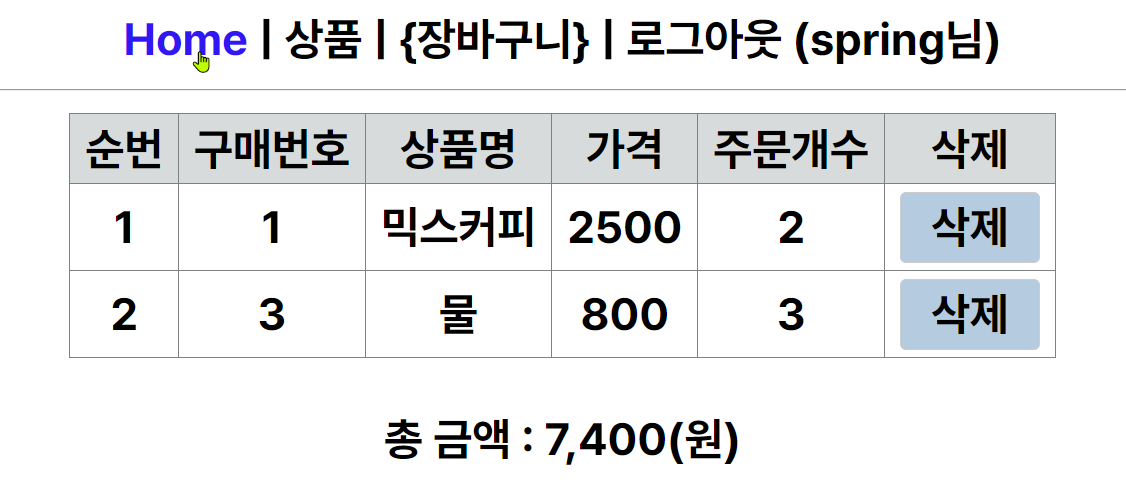 Home | 상품 | {장바구니} | 로그아웃 (spring님)
순번 구매번호 상품명 가격 주문개수 삭제
1 1 믹스커피 2500 2 삭제
2 3 물 800 3 삭제
총 금액 : 7,400(원)